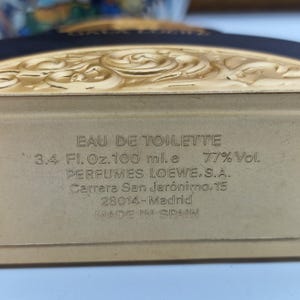 EAU DE TOILETTE
3.4 Fl.Oz.100 ml.e 77% Vol.
PERFUMES LOEWE, S.A.
Carrera San Jerónimo, 15
28014-Madrid
MADE IN SPAIN